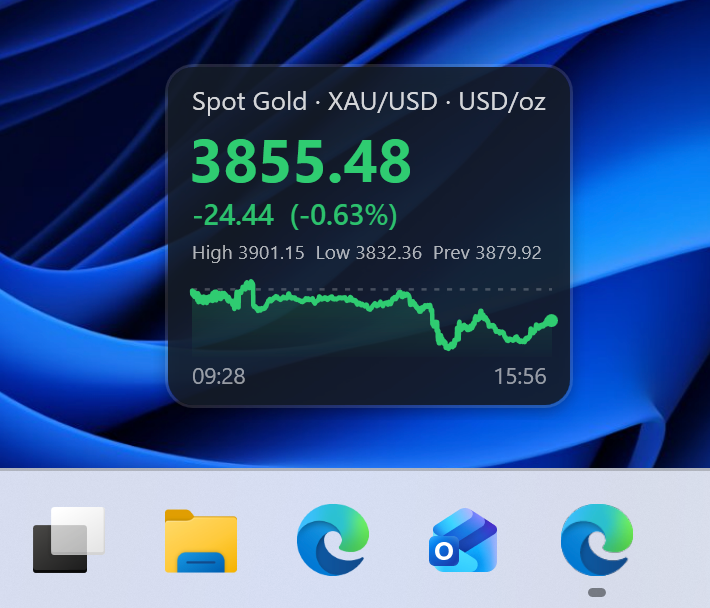 Spot Gold · XAU/USD · USD/oz
3855.48
-24.44 (-0.63%)
High 3901.15 Low 3832.36 Prev 3879.92
09:28 15:56
O